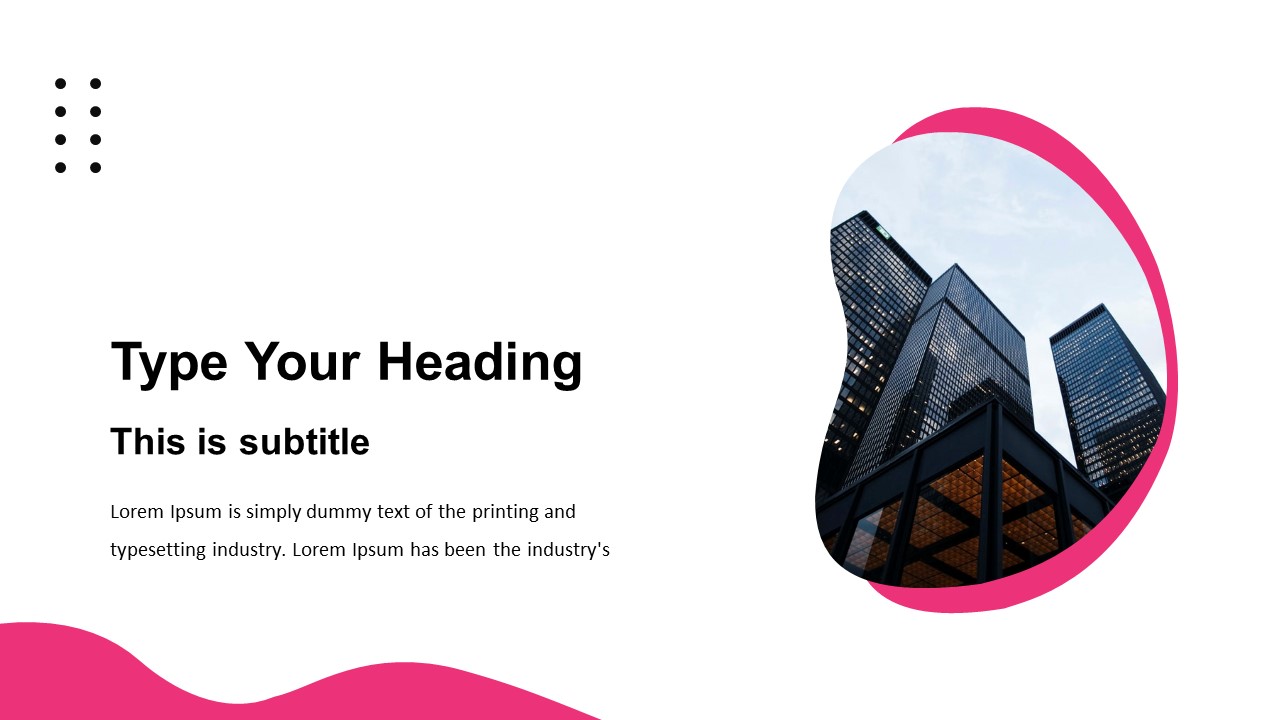 Type Your Heading
This is subtitle
Lorem Ipsum is simply dummy text of the printing and
typesetting industry. Lorem Ipsum has been the industry's